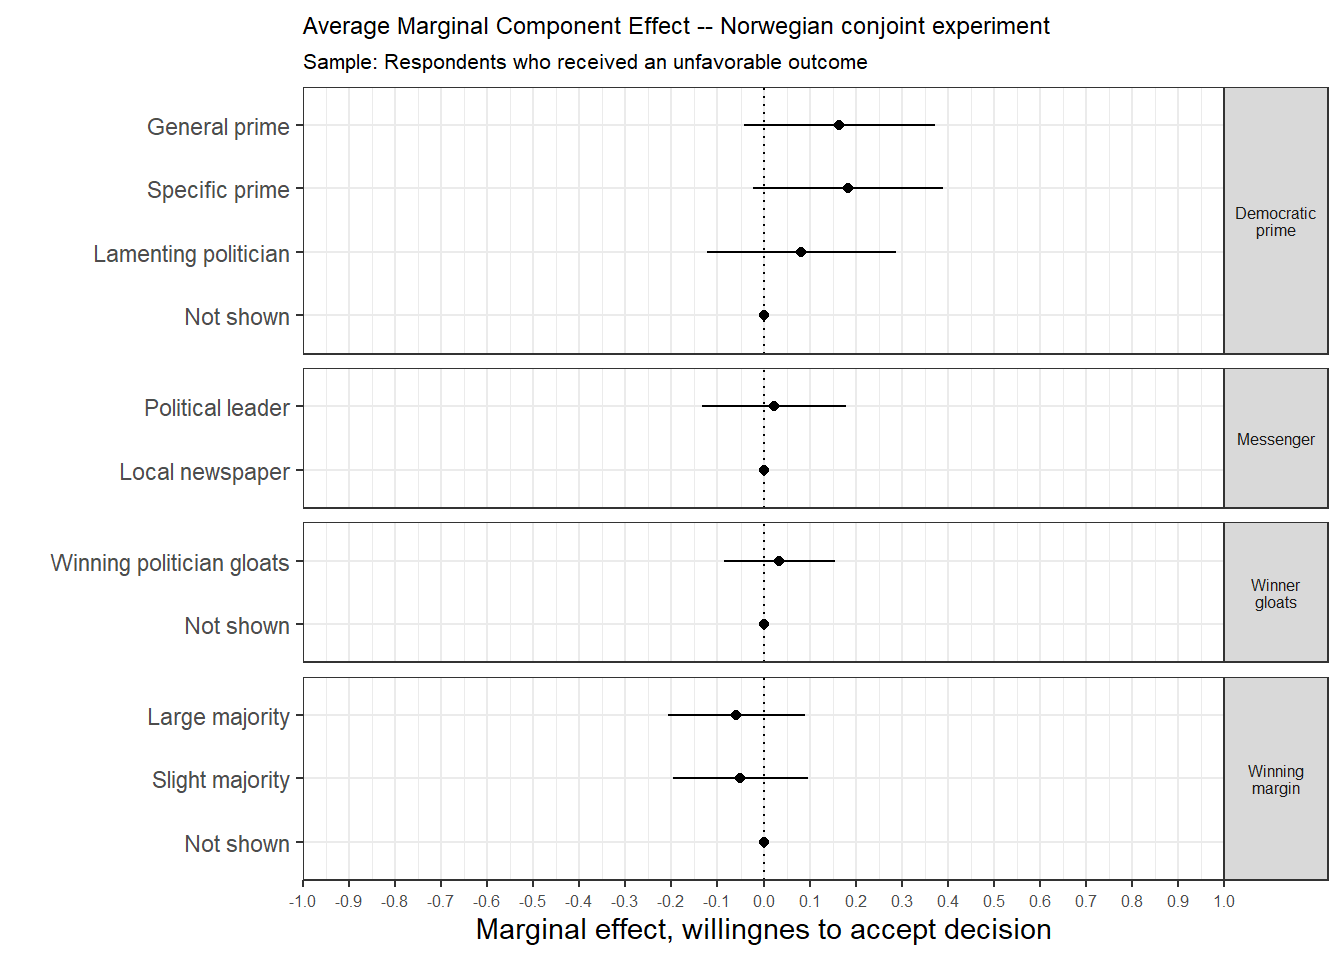 Average Marginal Component Effect -- Norwegian conjoint experiment
Sample: Respondents who received an unfavorable outcome
General prime
Specific prime
Lamenting politician
Not shown
Democratic
prime
Political leader
Local newspaper
Messenger
Winning politician gloats
Not shown
Winner
gloats
Large majority
Slight majority
Not shown
Winning
margin
-1.0 -0.9 -0.8 -0.7 -0.6 -0.5 -0.4 -0.3 -0.2 -0.1 0.0 0.1 0.2 0.3 0.4 0.5 0.6 0.7 0.8 0.9 1.0
Marginal effect, willingnes to accept decision